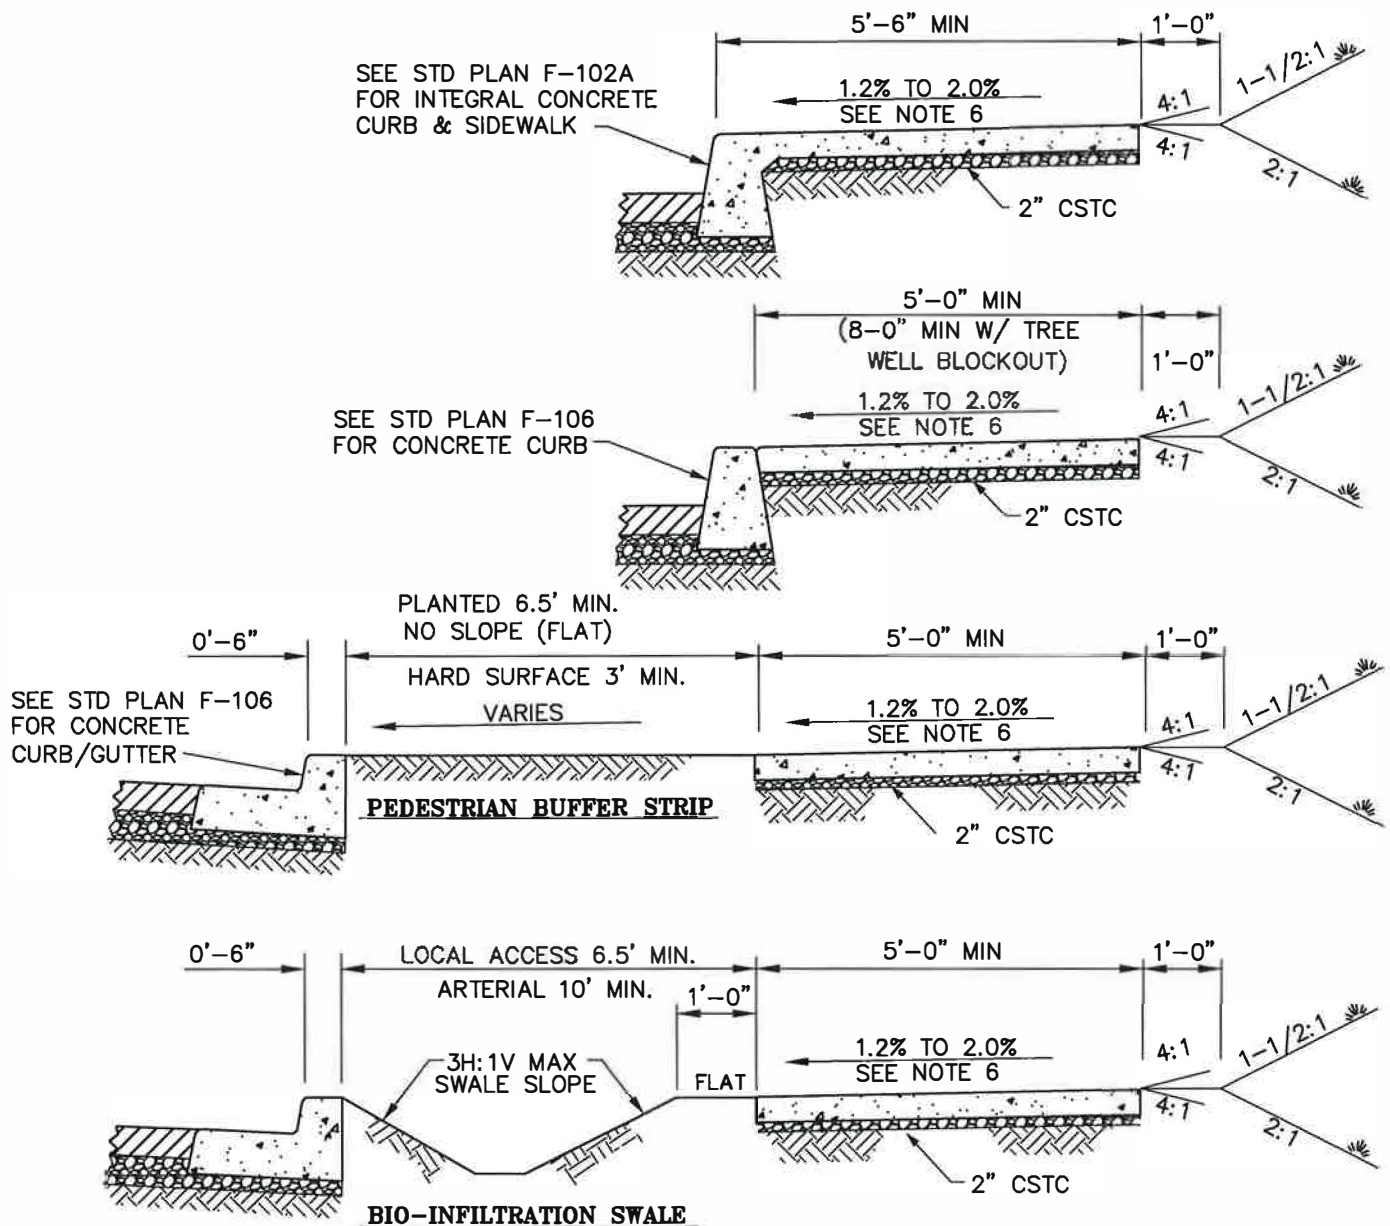 5'-6" MIN
1'-0"
SEE STD PLAN F-102A
FOR INTEGRAL CONCRETE
CURB & SIDEWALK
1.2% TO 2.0%
SEE NOTE 6
4:1
4:1
1-1/2:1
2:1
2" CSTC
5'-0" MIN
(8-0" MIN W/ TREE
WELL BLOCKOUT)
1'-0"
SEE STD PLAN F-106
FOR CONCRETE CURB
1.2% TO 2.0%
SEE NOTE 6
4:1
4:1
1-1/2:1
2:1
2" CSTC
0'-6"
PLANTED 6.5' MIN.
NO SLOPE (FLAT)
HARD SURFACE 3' MIN.
VARIES
5'-0" MIN
1'-0"
SEE STD PLAN F-106
FOR CONCRETE
CURB/GUTTER
1.2% TO 2.0%
SEE NOTE 6
4:1
4:1
1-1/2:1
2:1
PEDESTRIAN BUFFER STRIP
2" CSTC
0'-6"
LOCAL ACCESS 6.5' MIN.
ARTERIAL 10' MIN.
1'-0"
5'-0" MIN
1'-0"
3H:1V MAX
SWALE SLOPE
FLAT
1.2% TO 2.0%
SEE NOTE 6
4:1
4:1
1-1/2:1
2:1
2" CSTC
BIO-INFILTRATION SWALE